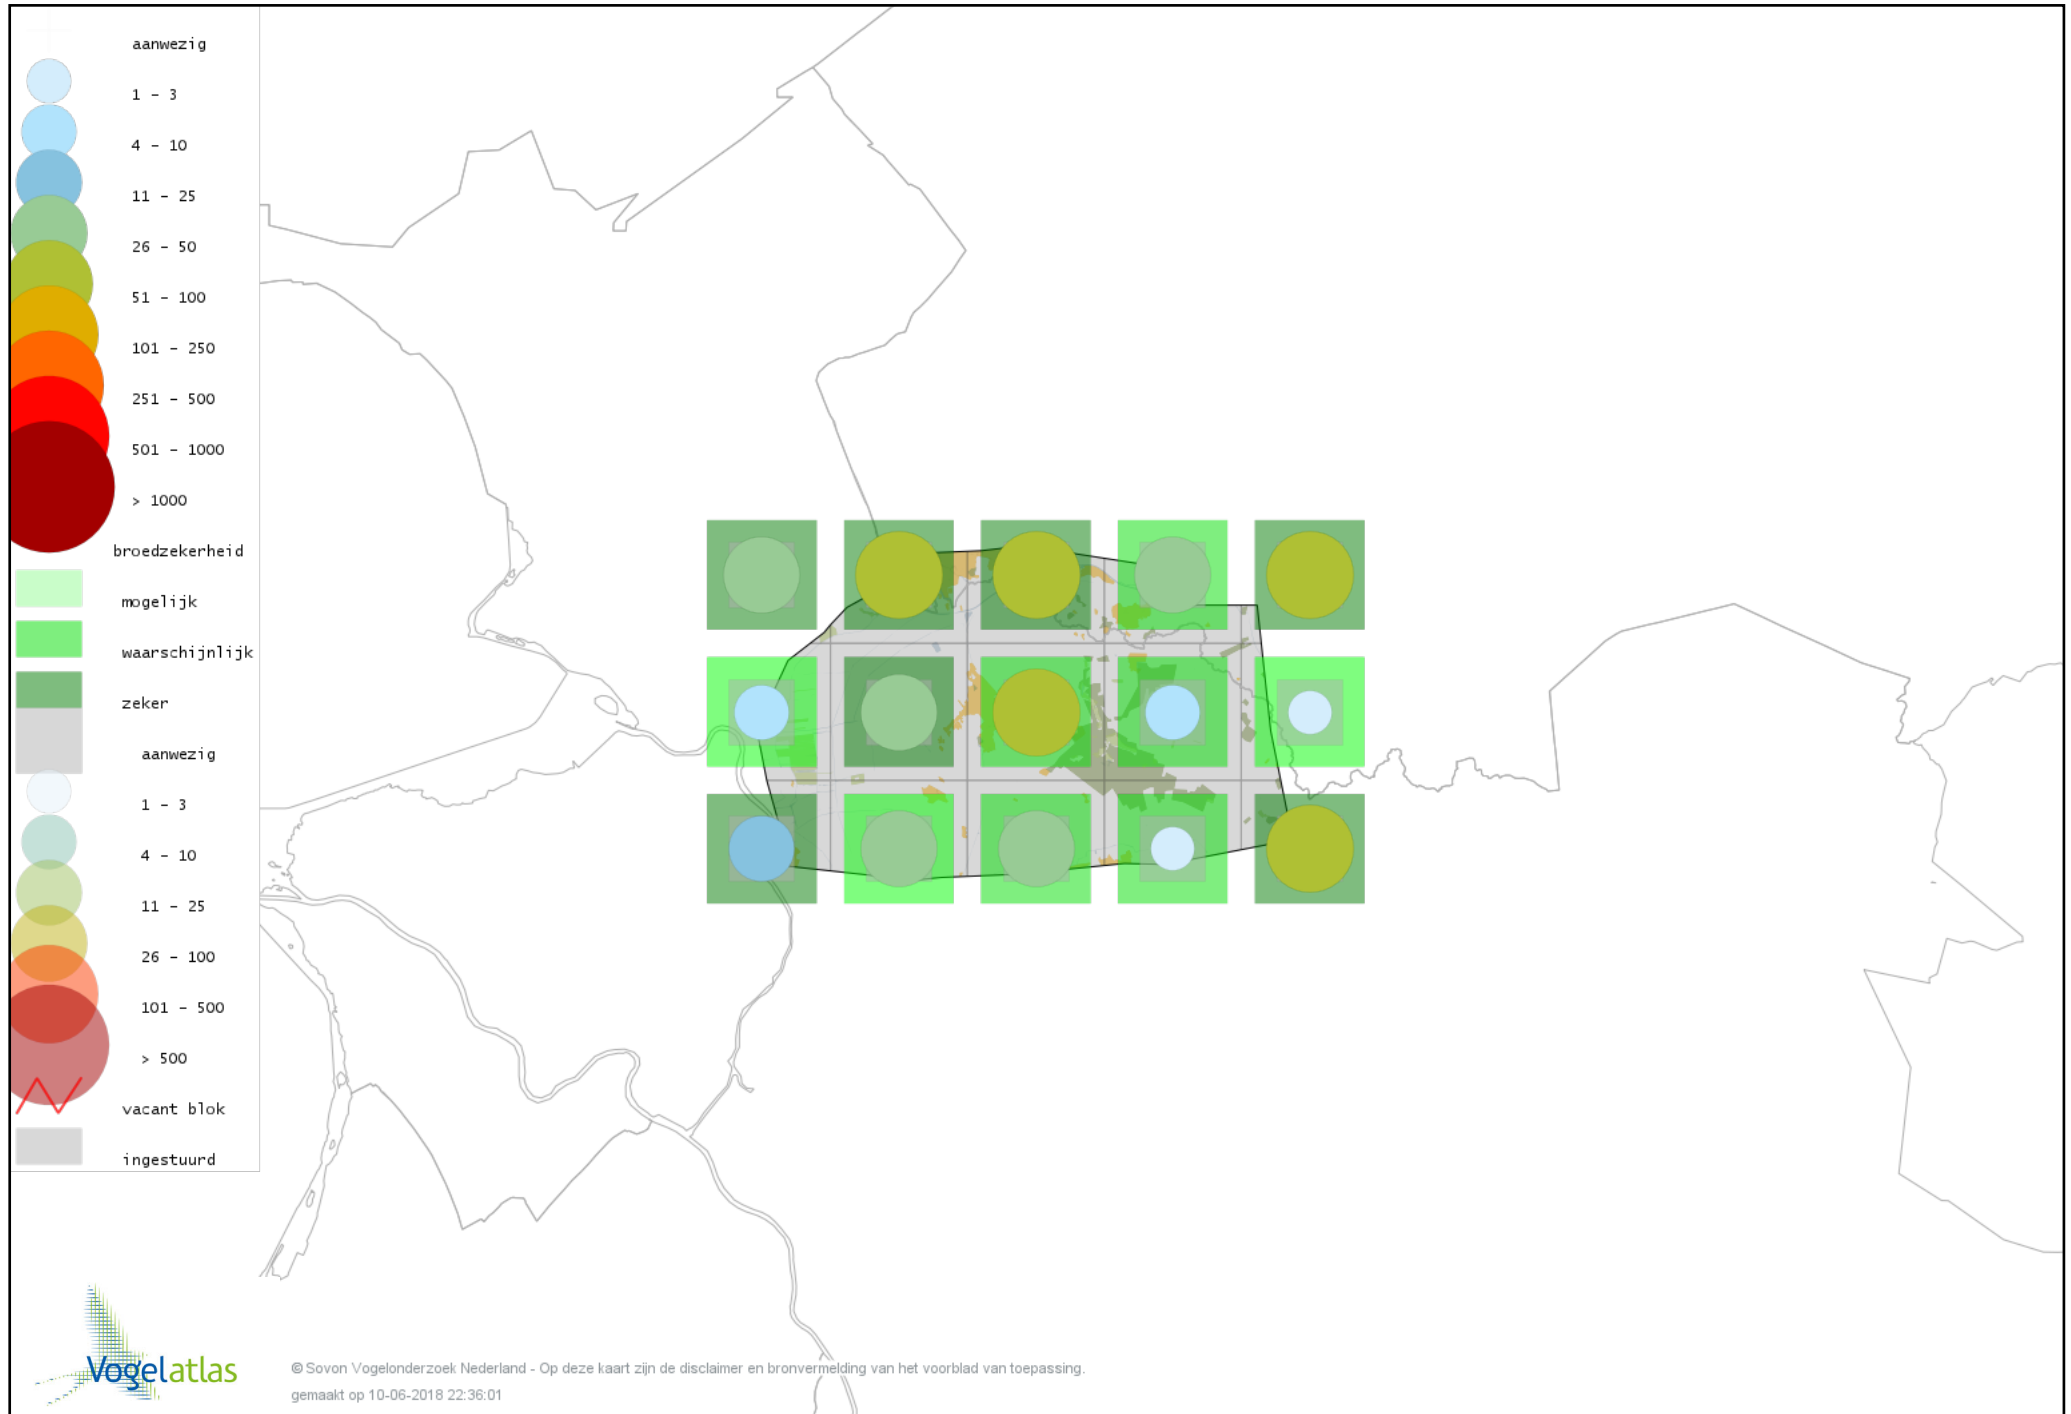 aanwezig
1 - 3
4 - 10
11 - 25
26 - 50
51 - 100
101 - 250
251 - 500
501 - 1000
> 1000
broedzekerheid
mogelijk
waarschijnlijk
zeker
aanwezig
1 - 3
4 - 10
11 - 25
26 - 100
101 - 500
> 500
vacant blok
ingestuurd
Vogelatlas
© Sovon Vogelonderzoek Nederland - Op deze kaart zijn de disclaimer en bronvermelding van het voorblad van toepassing.
gemaakt op 10-06-2018 22:36:01